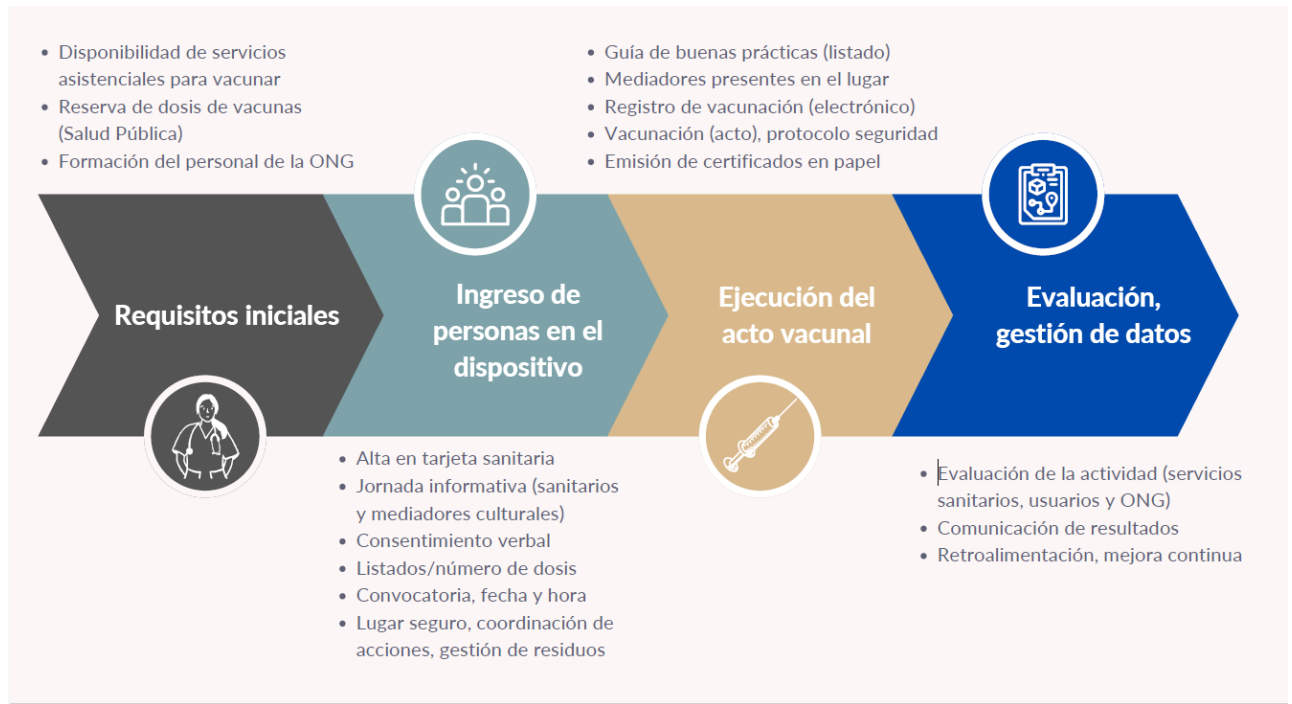 • Disponibilidad de servicios
asistenciales para vacunar
• Reserva de dosis de vacunas
(Salud Pública)
• Formación del personal de la ONG
Requisitos iniciales
Ingreso de
personas en el
dispositivo
• Alta en tarjeta sanitaria
• Jornada informativa (sanitarios
y mediadores culturales)
• Consentimiento verbal
• Listados/número de dosis
• Convocatoria, fecha y hora
• Lugar seguro, coordinación de
acciones, gestión de residuos
• Guía de buenas prácticas (listado)
• Mediadores presentes en el lugar
• Registro de vacunación (electrónico)
• Vacunación (acto), protocolo seguridad
• Emisión de certificados en papel
Ejecución del
acto vacunal
Evaluación,
gestión de datos
• Evaluación de la actividad (servicios
sanitarios, usuarios y ONG)
• Comunicación de resultados
• Retroalimentación, mejora continua